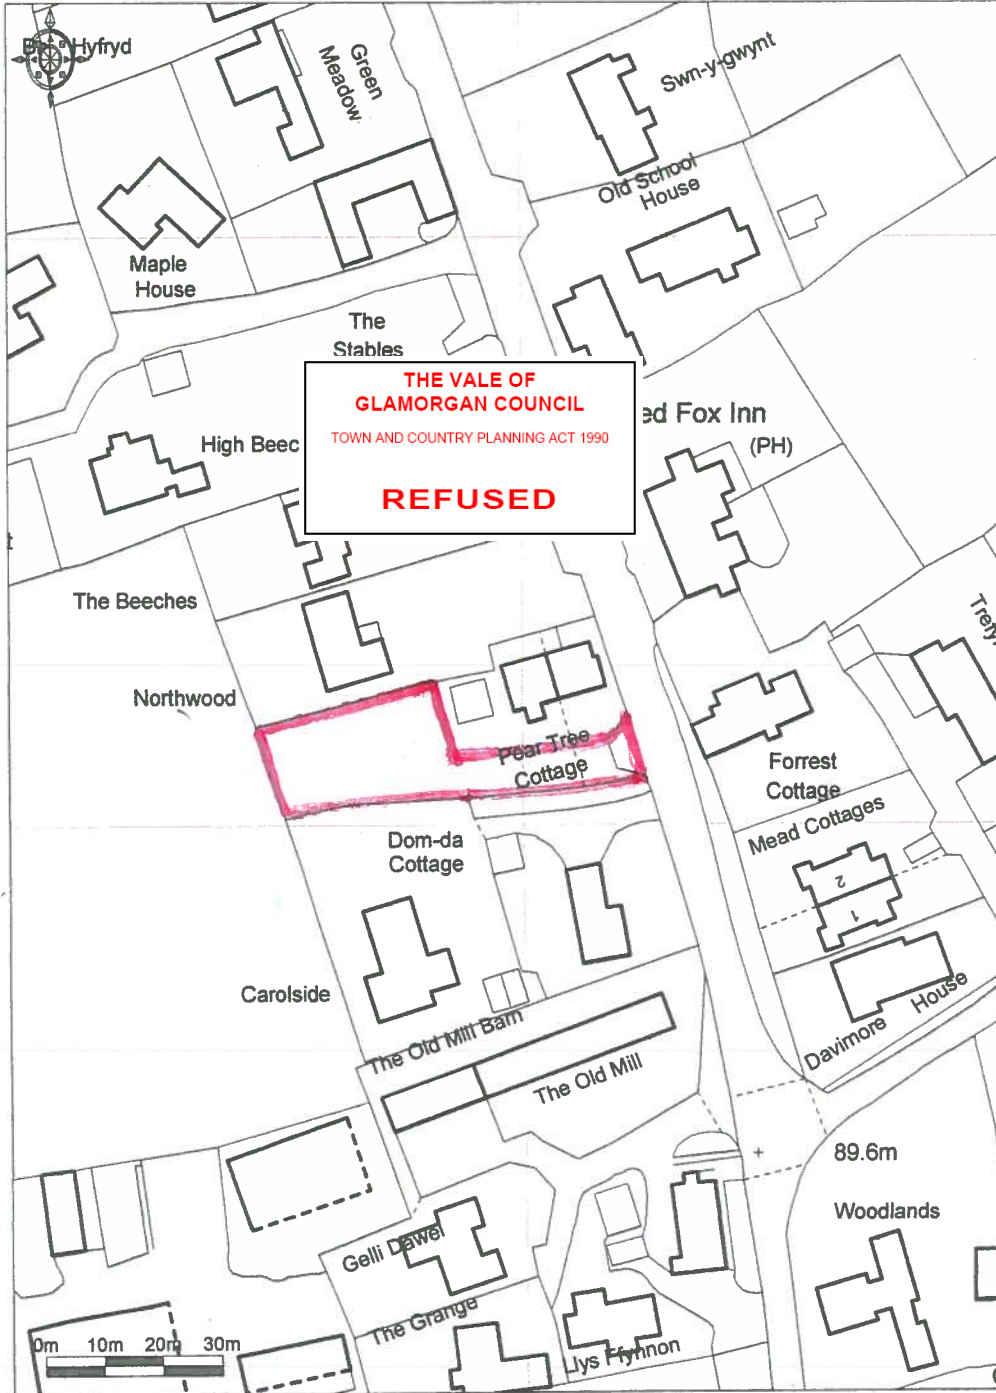 Hyfryd
Green
Meadow
Swn-y-gwynt
Old School
House
Maple
House
The
Stables
THE VALE OF
GLAMORGAN COUNCIL
TOWN AND COUNTRY PLANNING ACT 1990
REFUSED
ed Fox Inn
(PH)
High Beec
The Beeches
Northwood
Pear Tree
Cottage
Forrest
Cottage
Mead Cottages
2
1
Dom-da
Cottage
Carolside
Davimore House
The Old Mill Barn
The Old Mill
89.6m
Woodlands
Gelli Dawel
The Grange
Llys Ffynnon
0m 10m 20m 30m